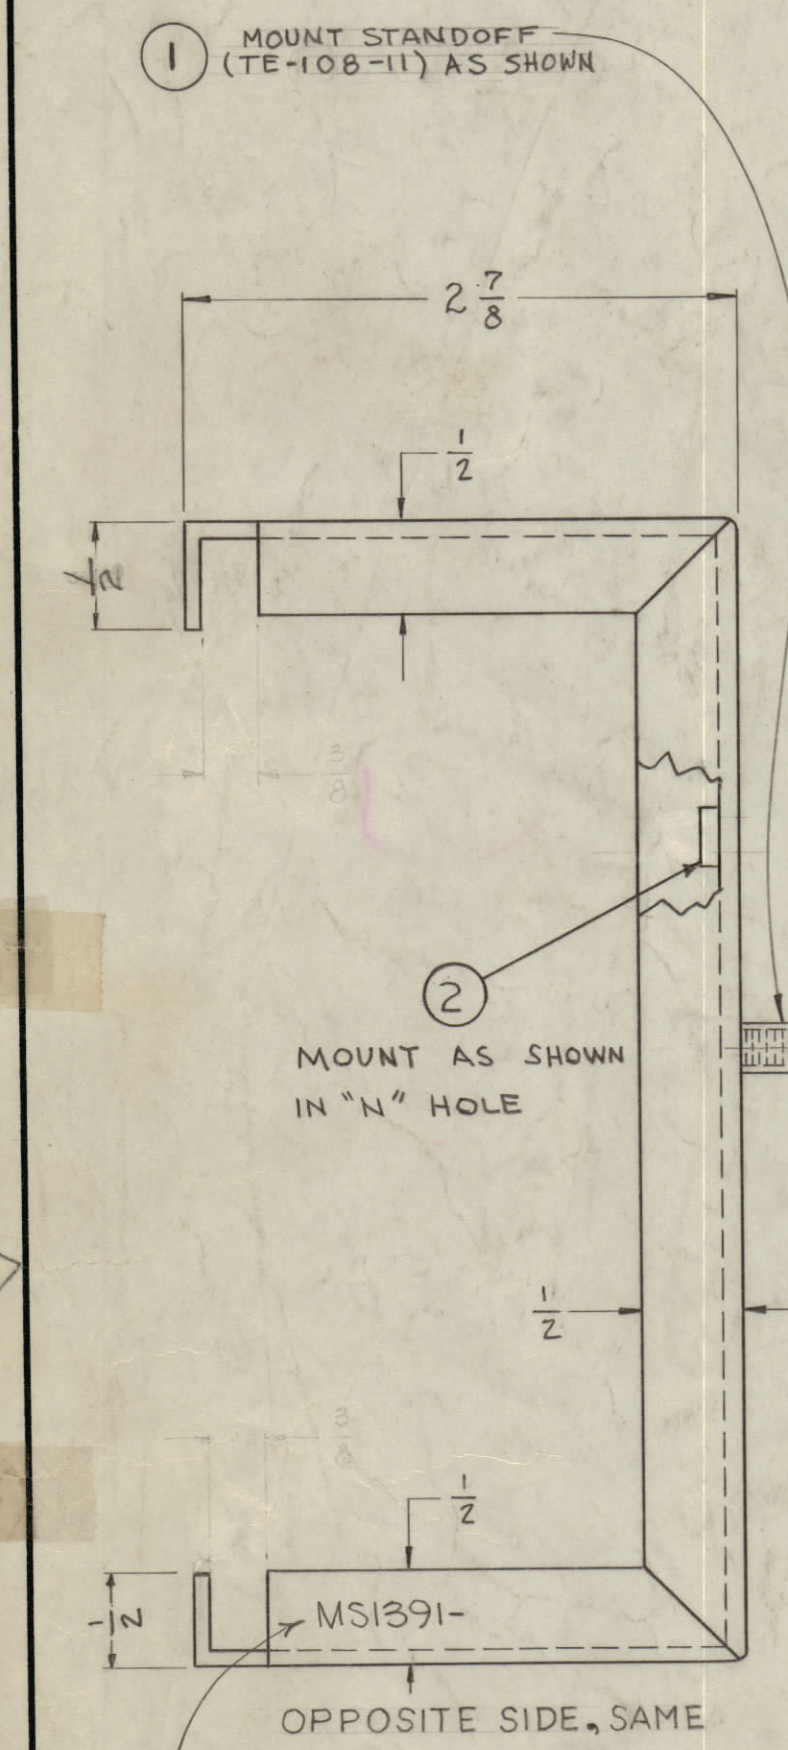 1 MOUNT STANDOFF
(TE-108-11) AS SHOWN
2 7/8
1/2
1/2
3/8
2
MOUNT AS SHOWN
IN "N" HOLE
1/2
3/8
1/2
1/2
MS1391-
OPPOSITE SIDE, SAME